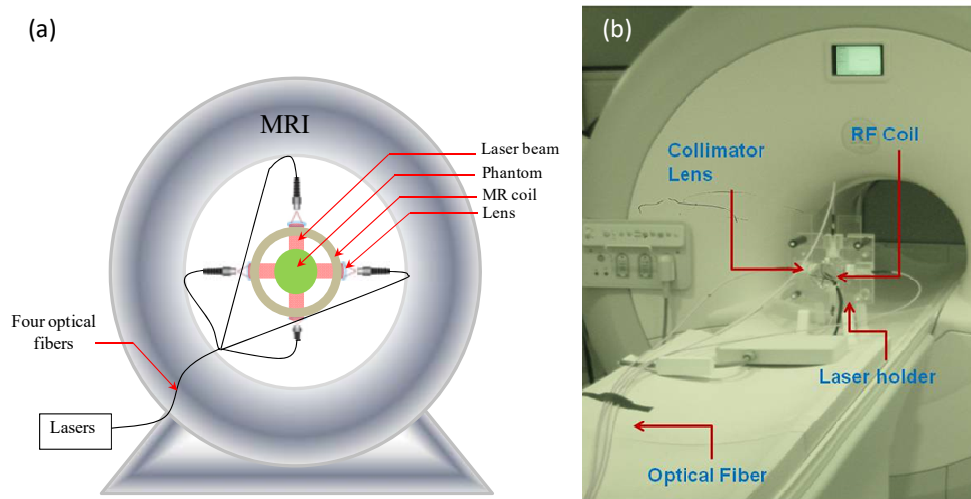 (a)
MRI
Laser beam
Phantom
MR coil
Lens
Four optical
fibers
Lasers
(b)
RF Coil
Collimator
Lens
Laser holder
Optical Fiber